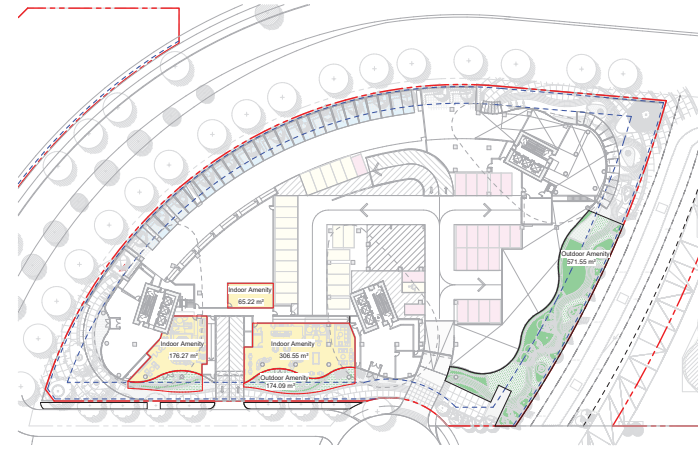 Outdoor Amenity
571.55 m²
Indoor Amenity
65.22 m²
Indoor Amenity
176.27 m²
Indoor Amenity
306.55 m²
Outdoor Amenity
174.09 m²